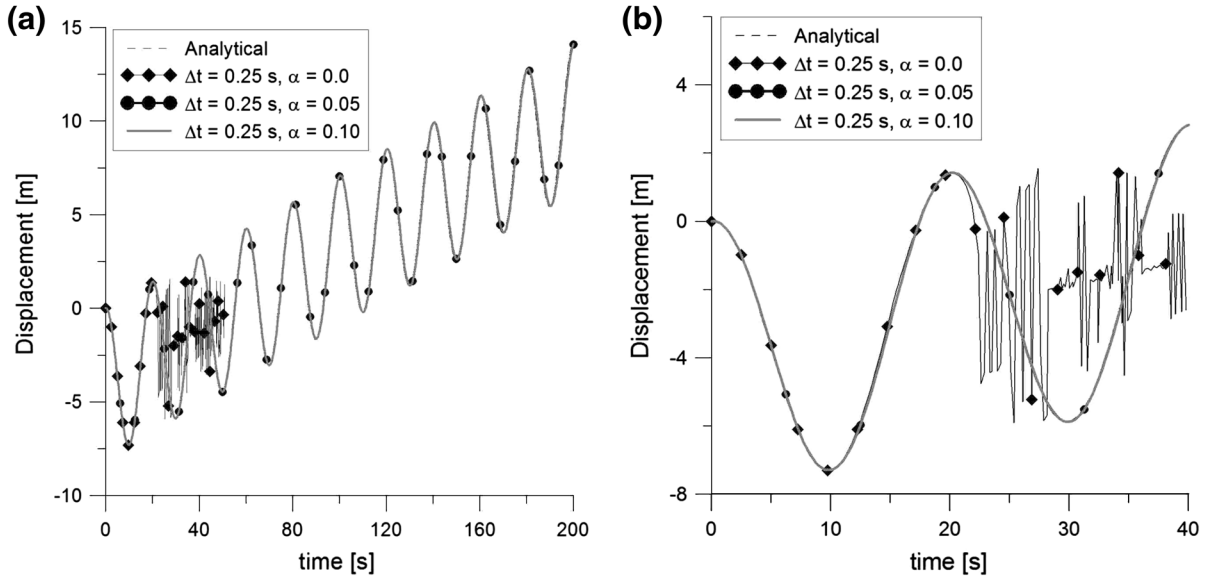 (a)
Analytical
Δt = 0.25 s, α = 0.0
Δt = 0.25 s, α = 0.05
Δt = 0.25 s, α = 0.10
Displacement [m]
15
10
5
0
-5
-10
0
40
80
120
160
200
time [s]
(b)
Analytical
Δt = 0.25 s, α = 0.0
Δt = 0.25 s, α = 0.05
Δt = 0.25 s, α = 0.10
Displacement [m]
4
0
-4
-8
0
10
20
30
40
time [s]